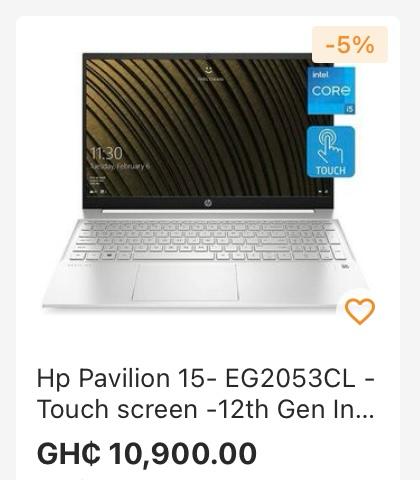 -5%
intel
CORE
i5
11:30
Tuesday, February 6
TOUCH
hp
Hp Pavilion 15- EG2053CL -
Touch screen -12th Gen In...
GH₵ 10,900.00